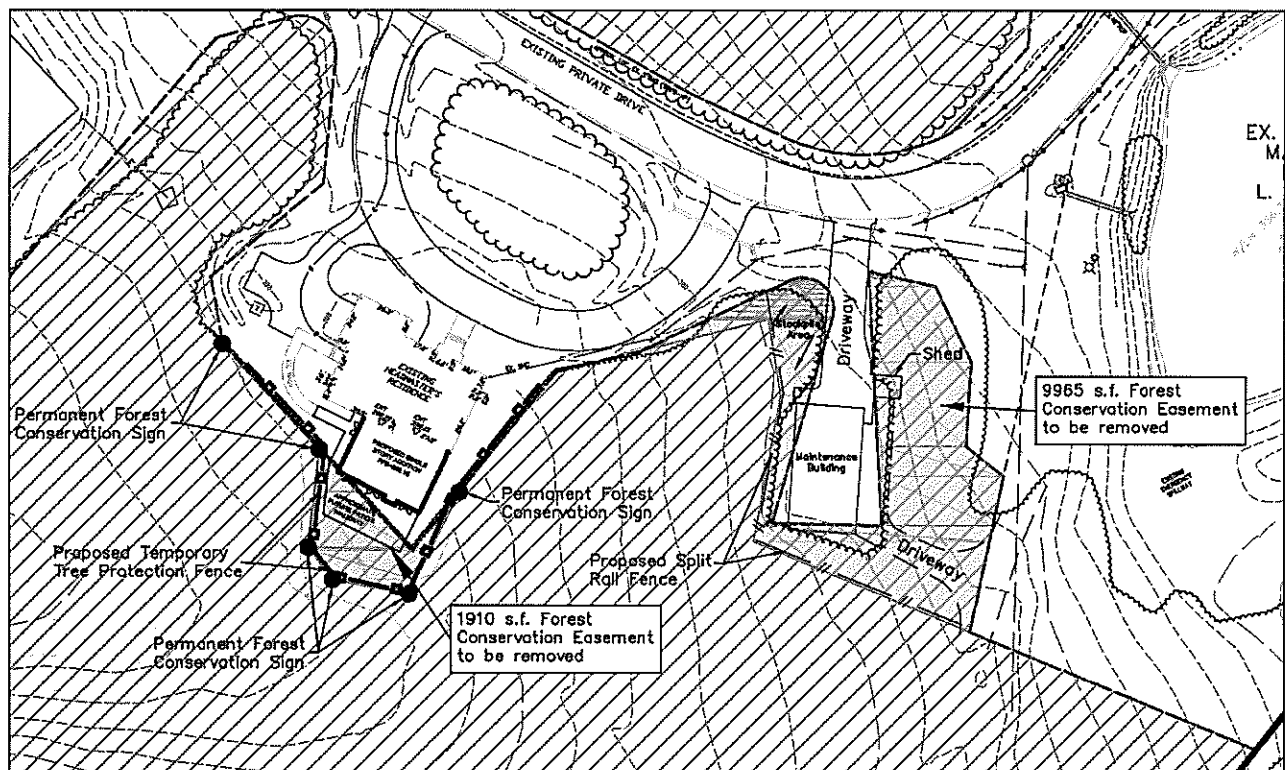 EXISTING PRIVATE DRIVE
EX.
L.
Stockpile
Area
Driveway
Shed
9965 s.f. Forest
Conservation Easement
to be removed
EXISTING
HEADMASTER'S
RESIDENCE
Permanent Forest
Conservation Sign
Maintenance
Building
Permanent Forest
Conservation Sign
Proposed Temporary
Tree Protection Fence
Proposed Split
Rail Fence
Driveway
1910 s.f. Forest
Conservation Easement
to be removed
Permanent Forest
Conservation Sign